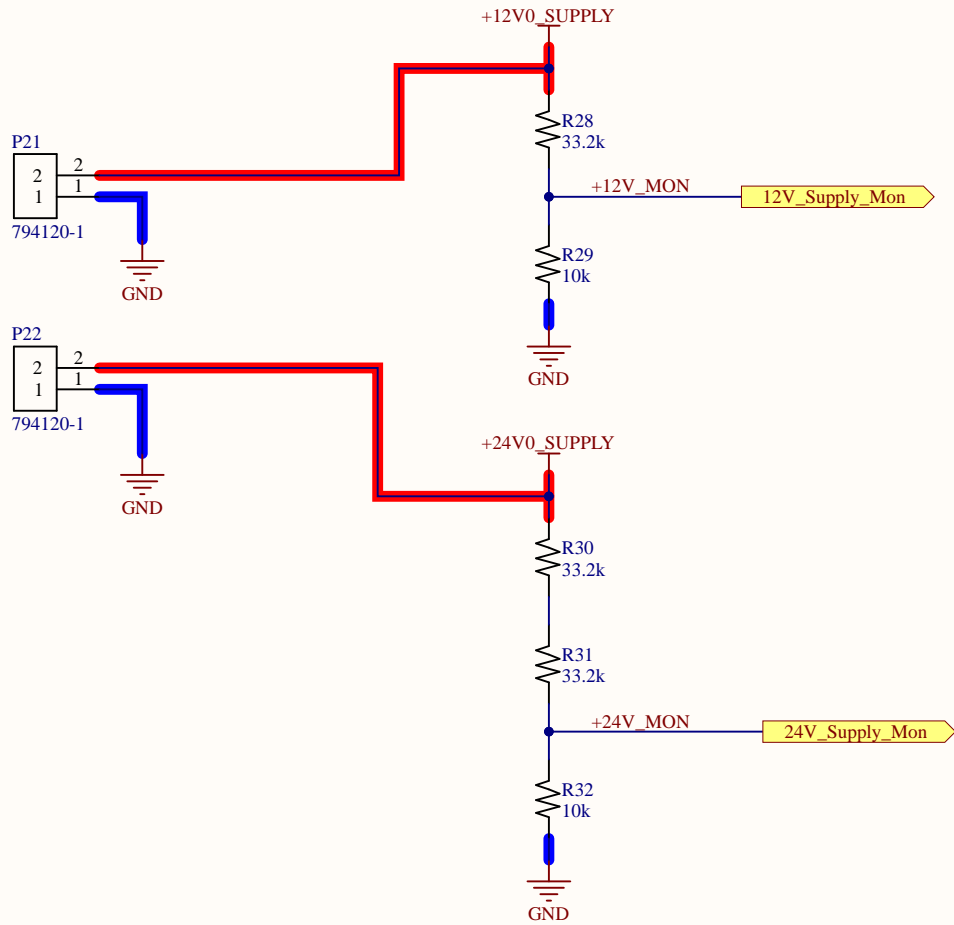 +12V0_SUPPLY
R28
33.2k
P21
2
2
1
1
+12V_MON
12V_Supply_Mon
794120-1
R29
10k
GND
P22
2
2
1
1
GND
794120-1
+24V0_SUPPLY
GND
R30
33.2k
R31
33.2k
+24V_MON
24V_Supply_Mon
R32
10k
GND